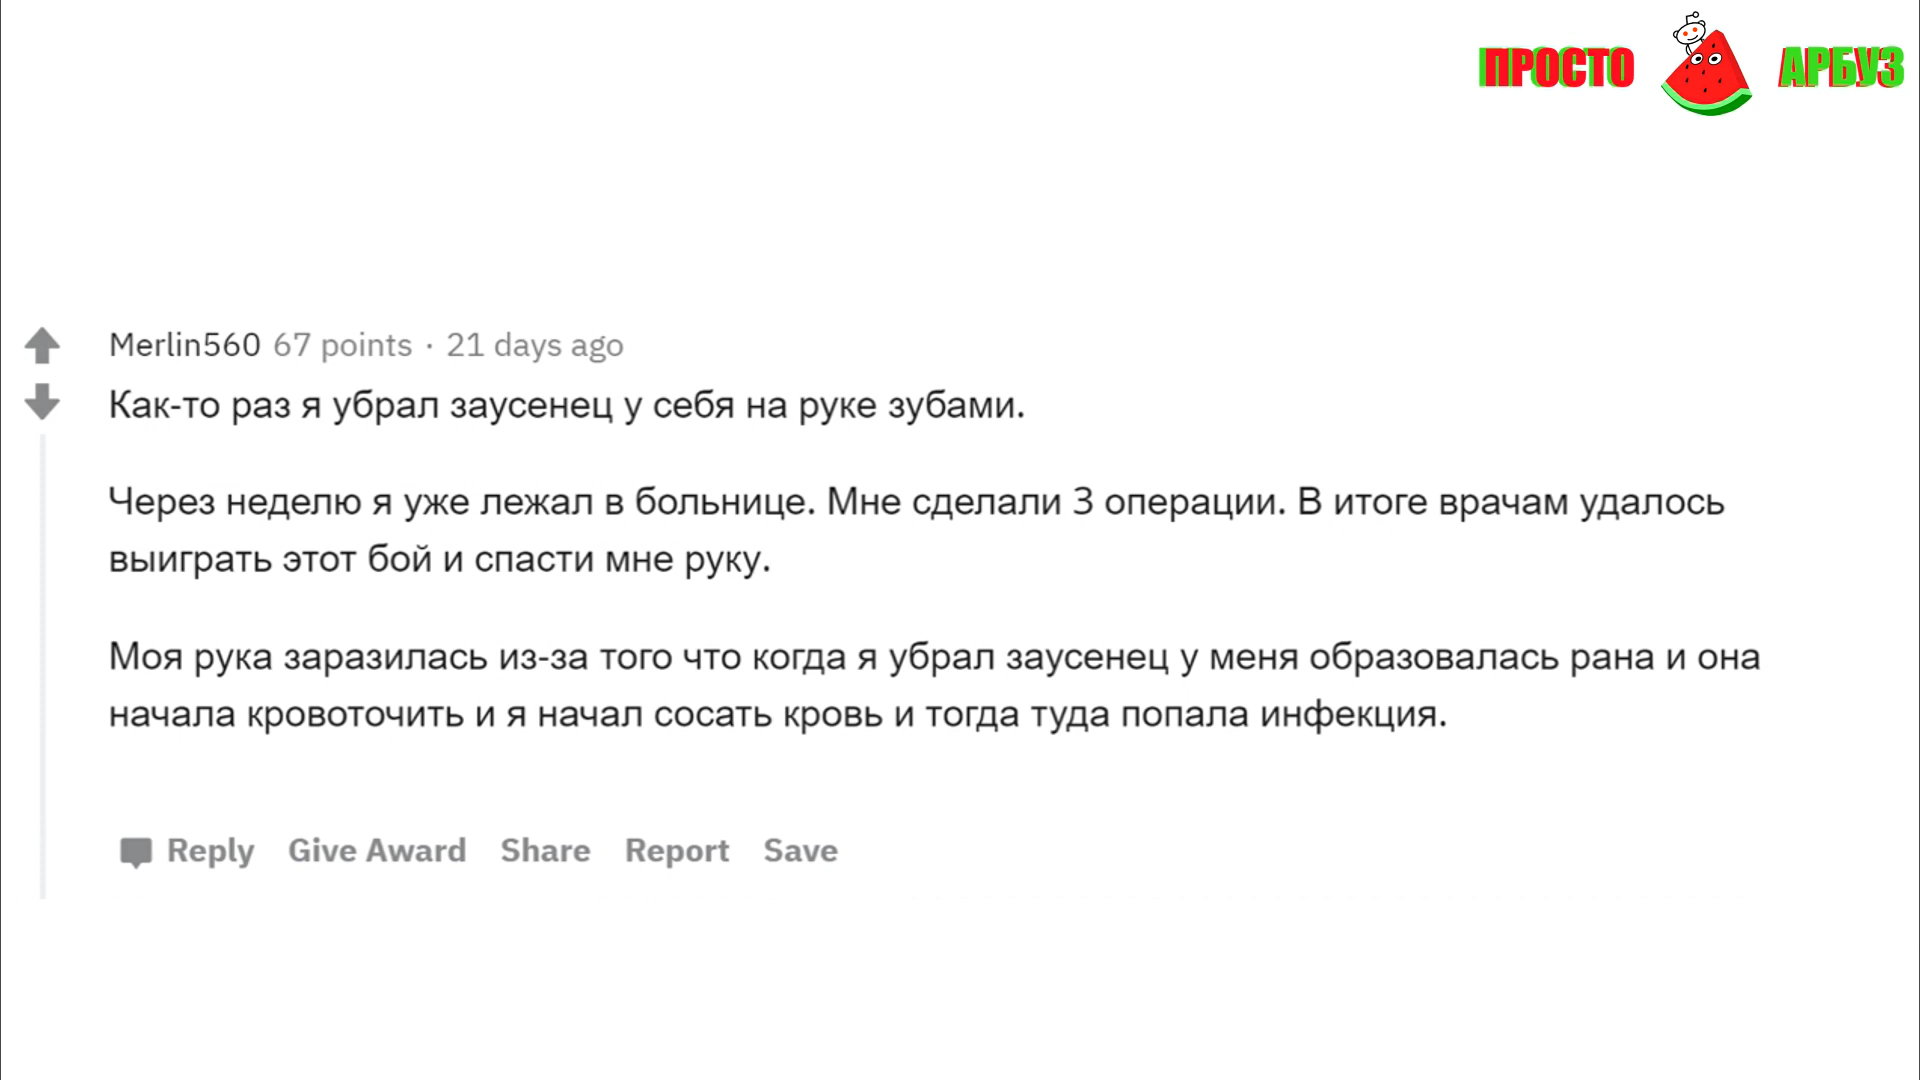 ПРОСТО АРБУЗ
Merlin560 67 points · 21 days ago
Как-то раз я убрал заусенец у себя на руке зубами.
Через неделю я уже лежал в больнице. Мне сделали 3 операции. В итоге врачам удалось
выиграть этот бой и спасти мне руку.
Моя рука заразилась из-за того что когда я убрал заусенец у меня образовалась рана и она
начала кровоточить и я начал сосать кровь и тогда туда попала инфекция.
Reply Give Award Share Report Save